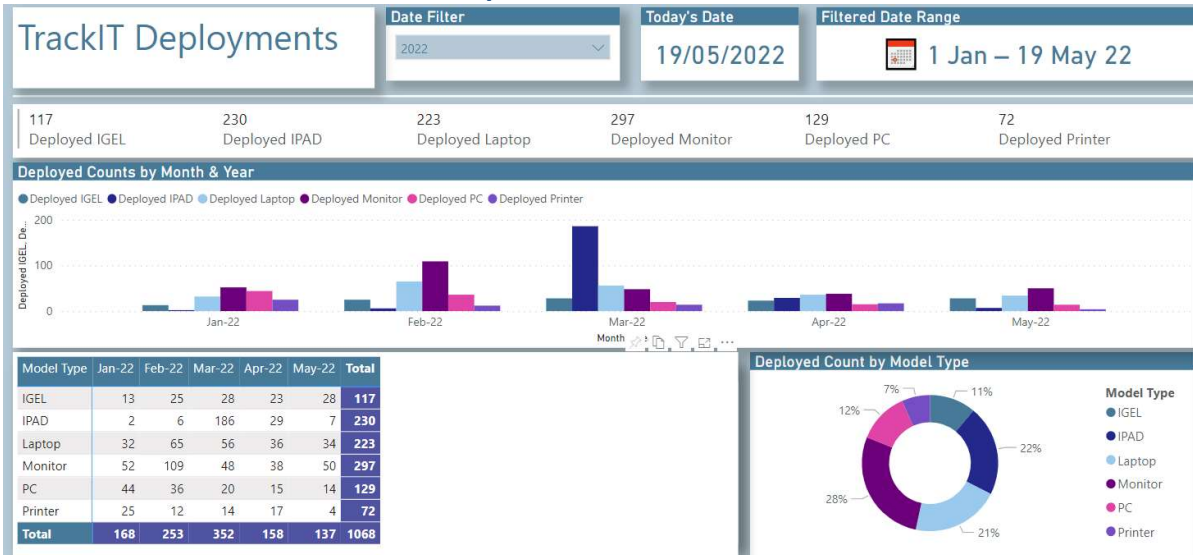 TrackIT Deployments
Date Filter
2022
Today's Date
19/05/2022
Filtered Date Range
1 Jan – 19 May 22
117 230 223 297 129 72
Deployed IGEL Deployed IPAD Deployed Laptop Deployed Monitor Deployed PC Deployed Printer
Deployed Counts by Month & Year
Deployed IGEL Deployed IPAD Deployed Laptop Deployed Monitor Deployed PC Deployed Printer
Deployed IGEL, De...
200
100
0
Jan-22 Feb-22 Mar-22 Apr-22 May-22
Month
Model Type Jan-22 Feb-22 Mar-22 Apr-22 May-22 Total
IGEL 13 25 28 23 28 117
IPAD 2 6 186 29 7 230
Laptop 32 65 56 36 34 223
Monitor 52 109 48 38 50 297
PC 44 36 20 15 14 129
Printer 25 12 14 17 4 72
Total 168 253 352 158 137 1068
Deployed Count by Model Type
7% 11%
12%
22%
28%
21%
Model Type
IGEL
IPAD
Laptop
Monitor
PC
Printer